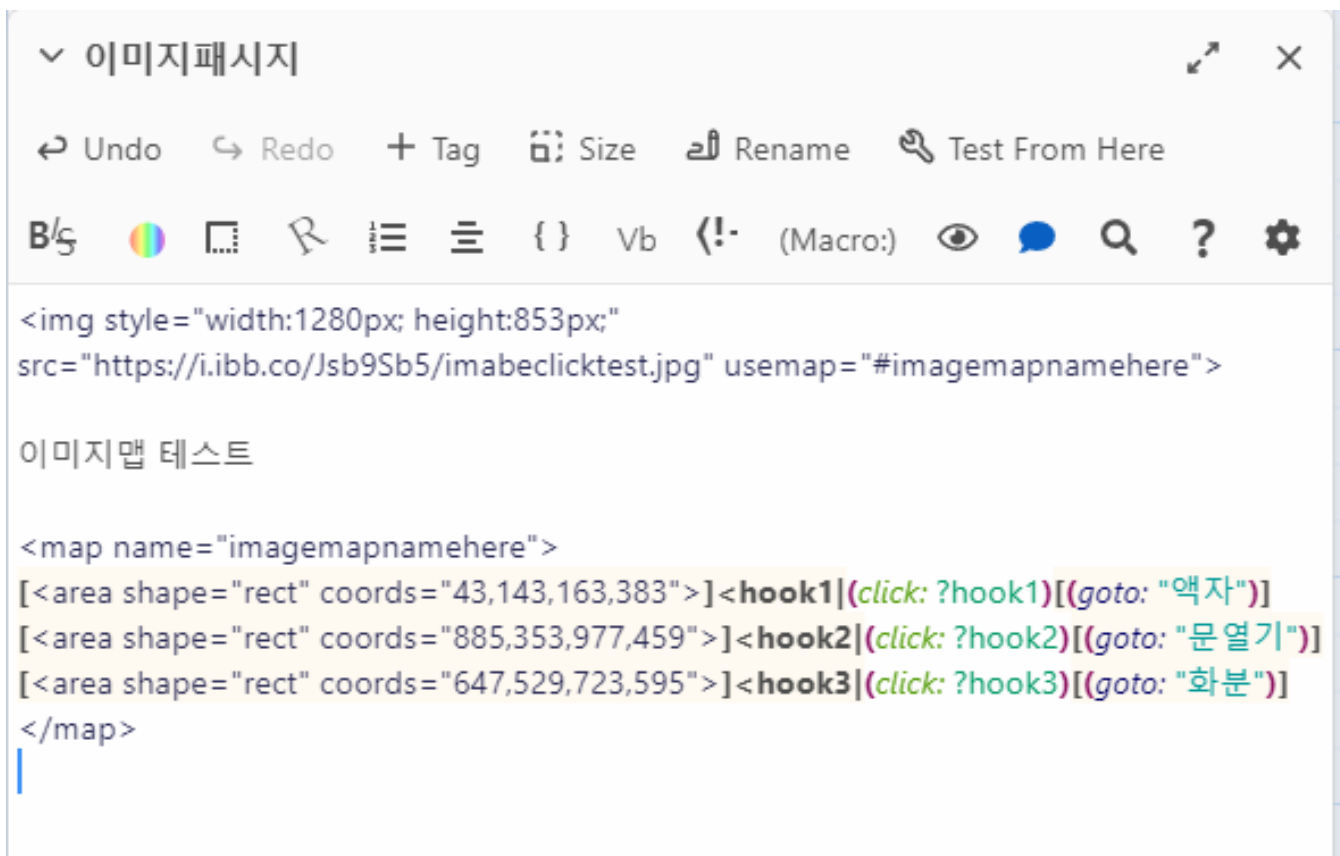 이미지패시지
Undo Redo Tag Size Rename Test From Here
B/S R { } Vb (!- (Macro:) ?
<img style="width:1280px; height:853px;"
src="https://i.ibb.co/Jsb9Sb5/imabeclicktest.jpg" usemap="#imagemapnamehere">
이미지맵 테스트
<map name="imagemapnamehere">
[<area shape="rect" coords="43,143,163,383">]<hook1|(click: ?hook1)[(goto: "액자")]
[<area shape="rect" coords="885,353,977,459">]<hook2|(click: ?hook2)[(goto: "문열기")]
[<area shape="rect" coords="647,529,723,595">]<hook3|(click: ?hook3)[(goto: "화분")]
</map>